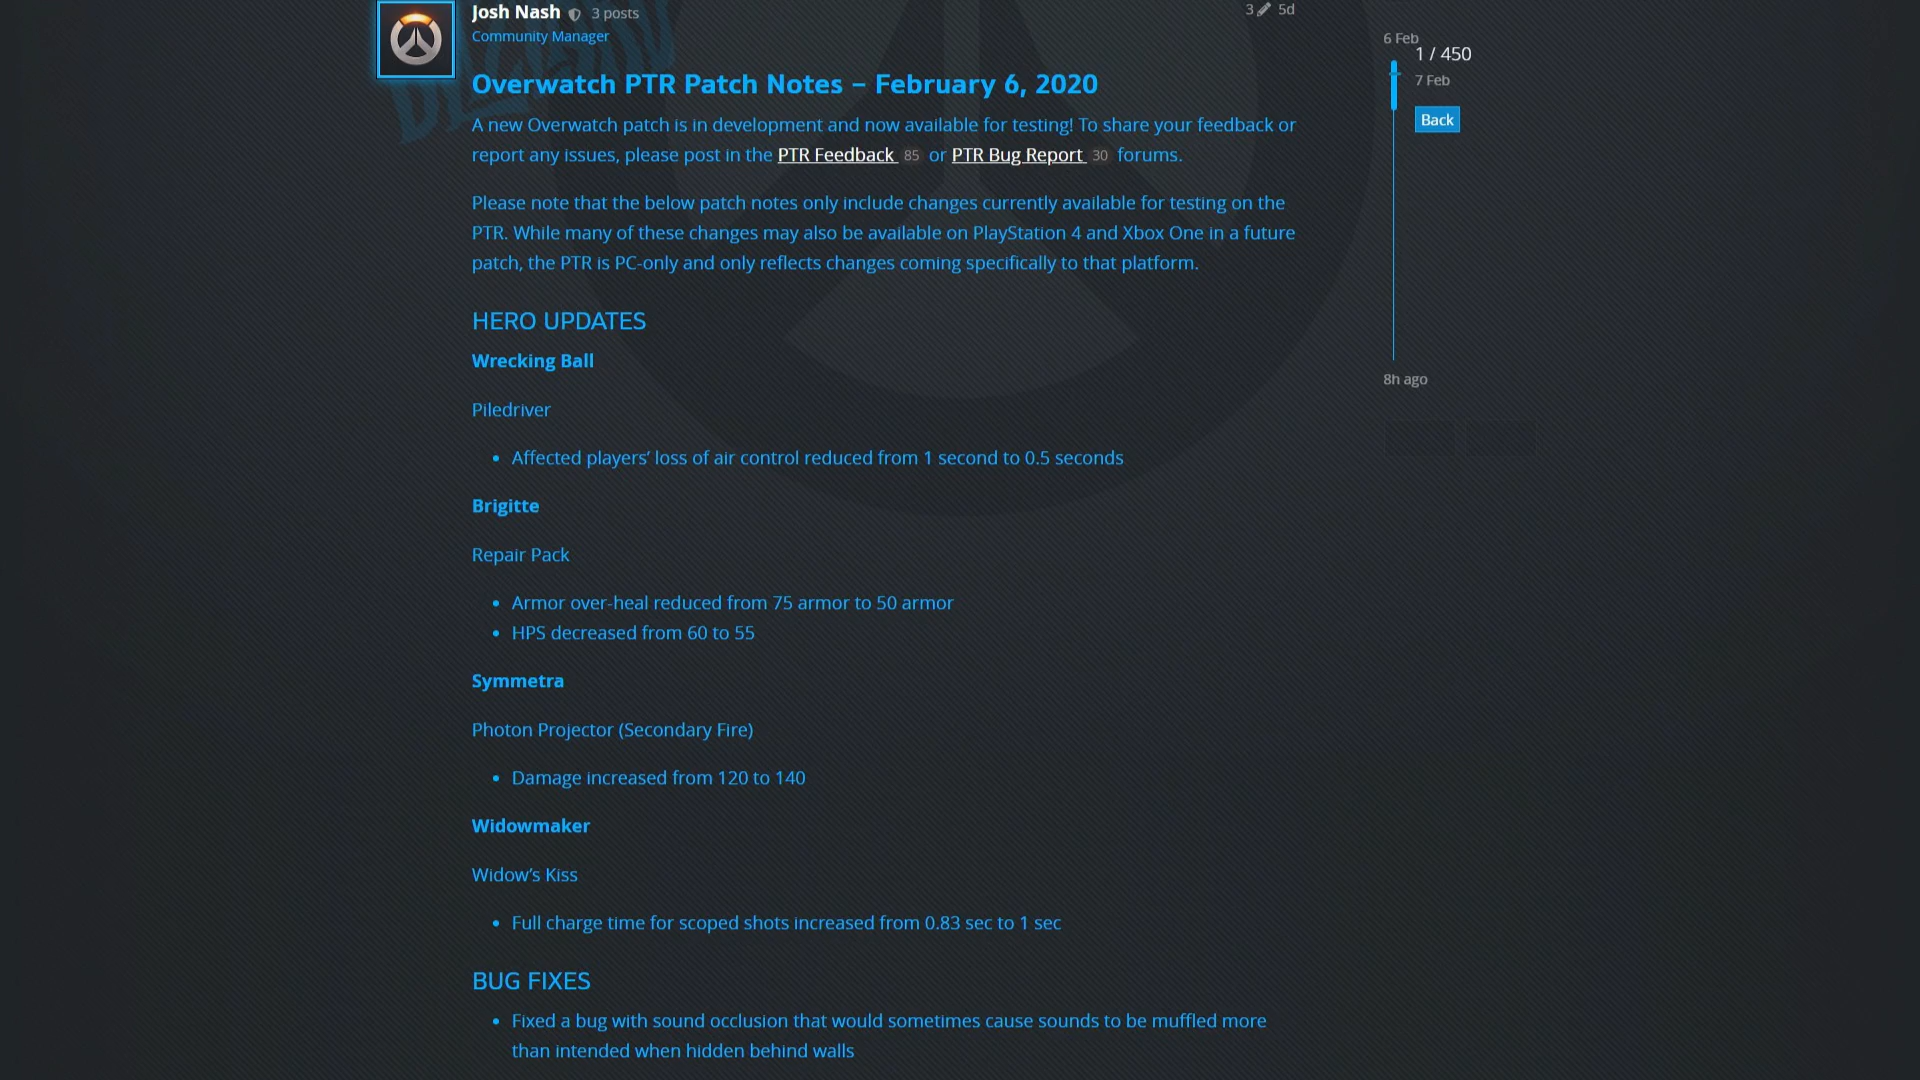 Josh Nash 3 posts 3 5d
Community Manager
6 Feb
1 / 450
7 Feb
Back
8h ago
Overwatch PTR Patch Notes – February 6, 2020
A new Overwatch patch is in development and now available for testing! To share your feedback or
report any issues, please post in the PTR Feedback 85 or PTR Bug Report 30 forums.
Please note that the below patch notes only include changes currently available for testing on the
PTR. While many of these changes may also be available on PlayStation 4 and Xbox One in a future
patch, the PTR is PC-only and only reflects changes coming specifically to that platform.
HERO UPDATES
Wrecking Ball
Piledriver
• Affected players’ loss of air control reduced from 1 second to 0.5 seconds
Brigitte
Repair Pack
• Armor over-heal reduced from 75 armor to 50 armor
• HPS decreased from 60 to 55
Symmetra
Photon Projector (Secondary Fire)
• Damage increased from 120 to 140
Widowmaker
Widow’s Kiss
• Full charge time for scoped shots increased from 0.83 sec to 1 sec
BUG FIXES
• Fixed a bug with sound occlusion that would sometimes cause sounds to be muffled more
than intended when hidden behind walls